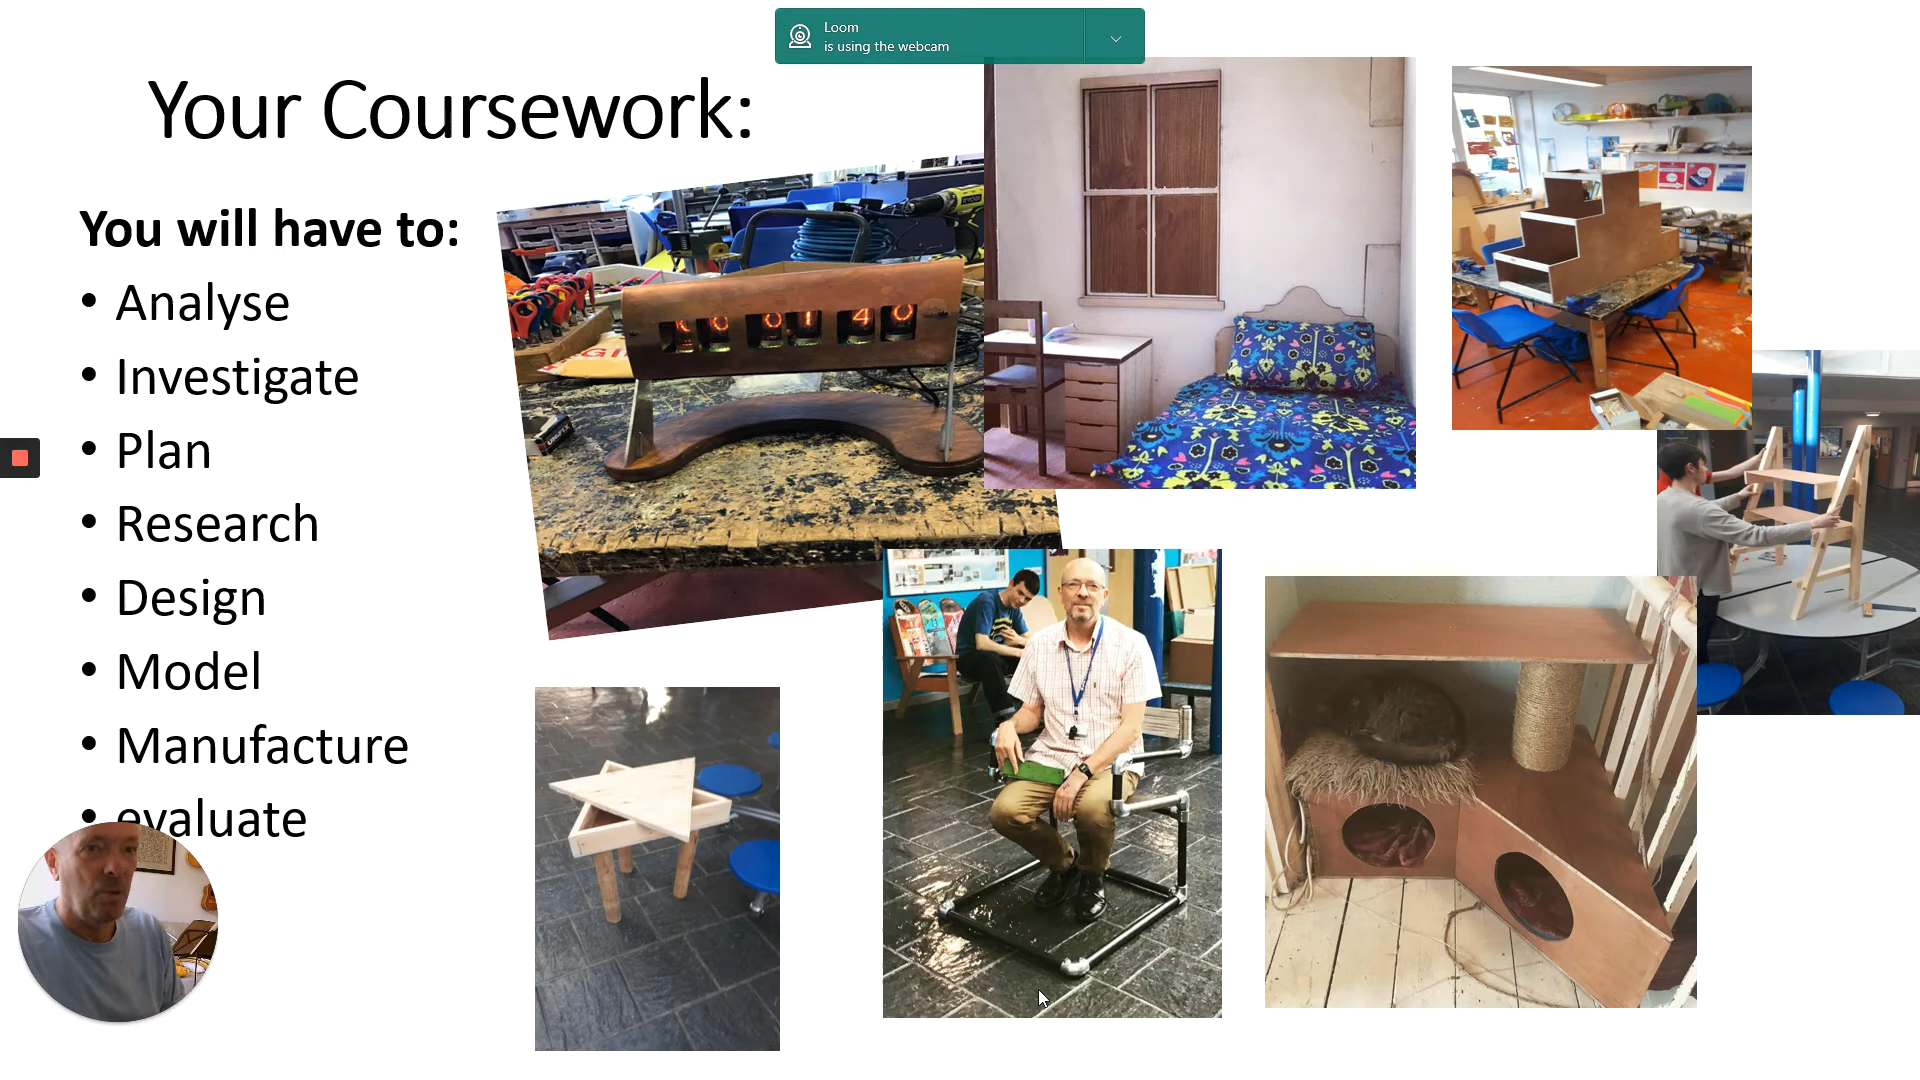 Loom
is using the webcam
Your Coursework:
You will have to:
• Analyse
• Investigate
• Plan
• Research
• Design
• Model
• Manufacture
• evaluate
RYOBI